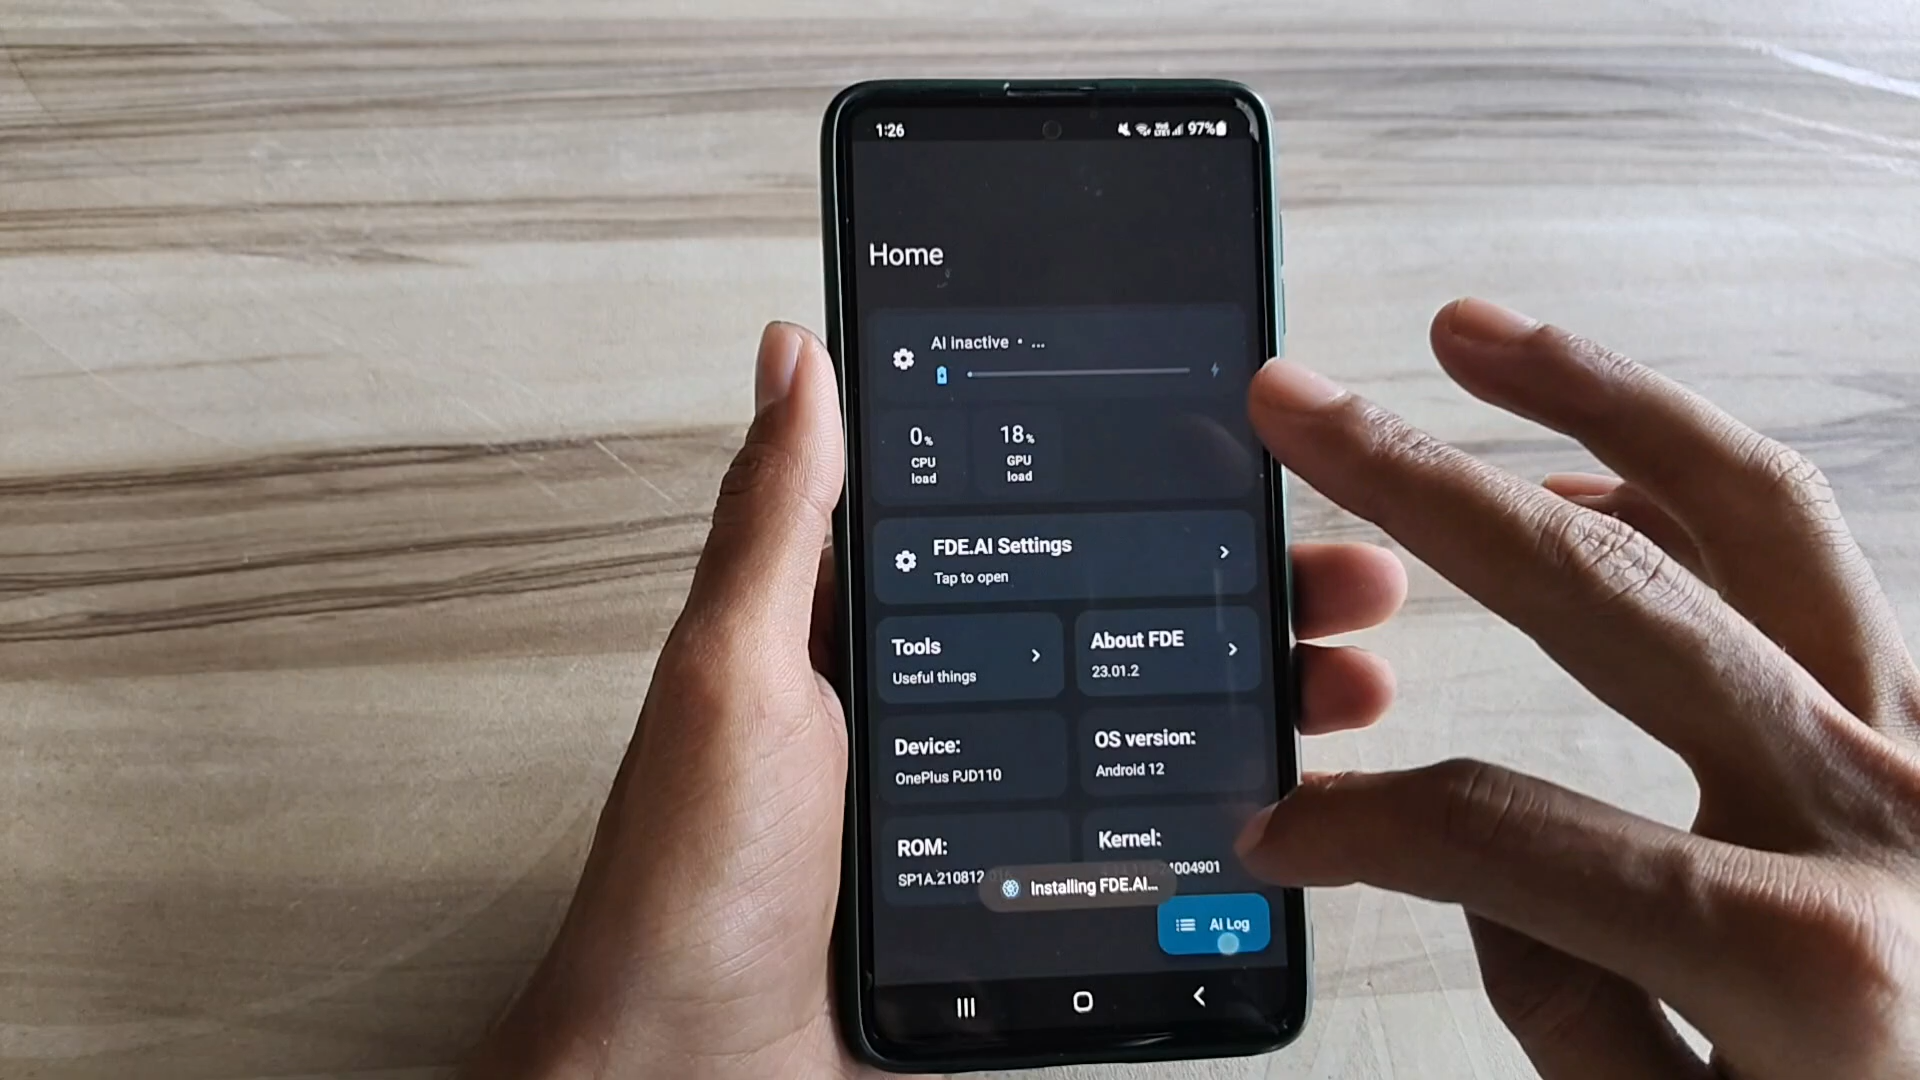 1:26
97%
Home
AI inactive • ...
0%
CPU
load
18%
GPU
load
FDE.AI Settings
Tap to open
Tools
Useful things
About FDE
23.01.2
Device:
OnePlus PJD110
OS version:
Android 12
ROM:
SP1A.210812
Kernel:
004901
Installing FDE.AI...
AI Log